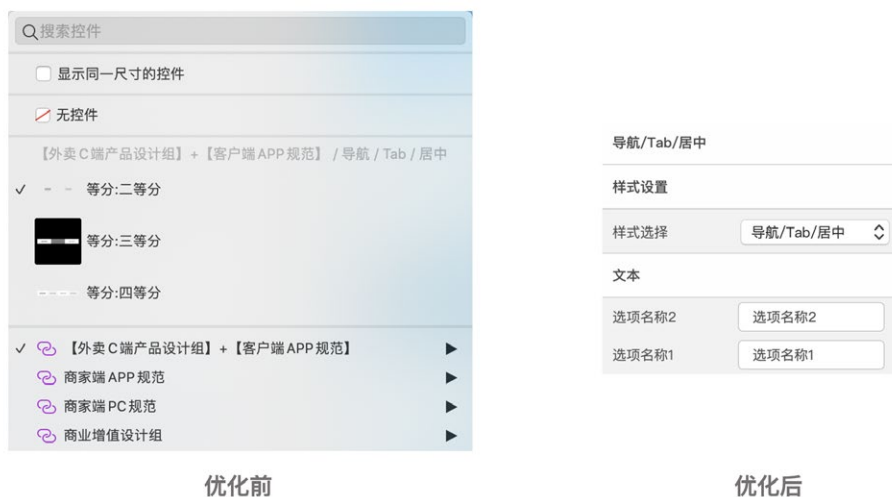 搜索控件
显示同一尺寸的控件
无控件
【外卖C端产品设计组】+【客户端APP规范】 / 导航 / Tab / 居中
等分:二等分
等分:三等分
等分:四等分
【外卖C端产品设计组】+【客户端APP规范】
商家端APP规范
商家端PC规范
商业增值设计组
优化前
导航/Tab/居中
样式设置
样式选择 导航/Tab/居中
文本
选项名称2 选项名称2
选项名称1 选项名称1
优化后